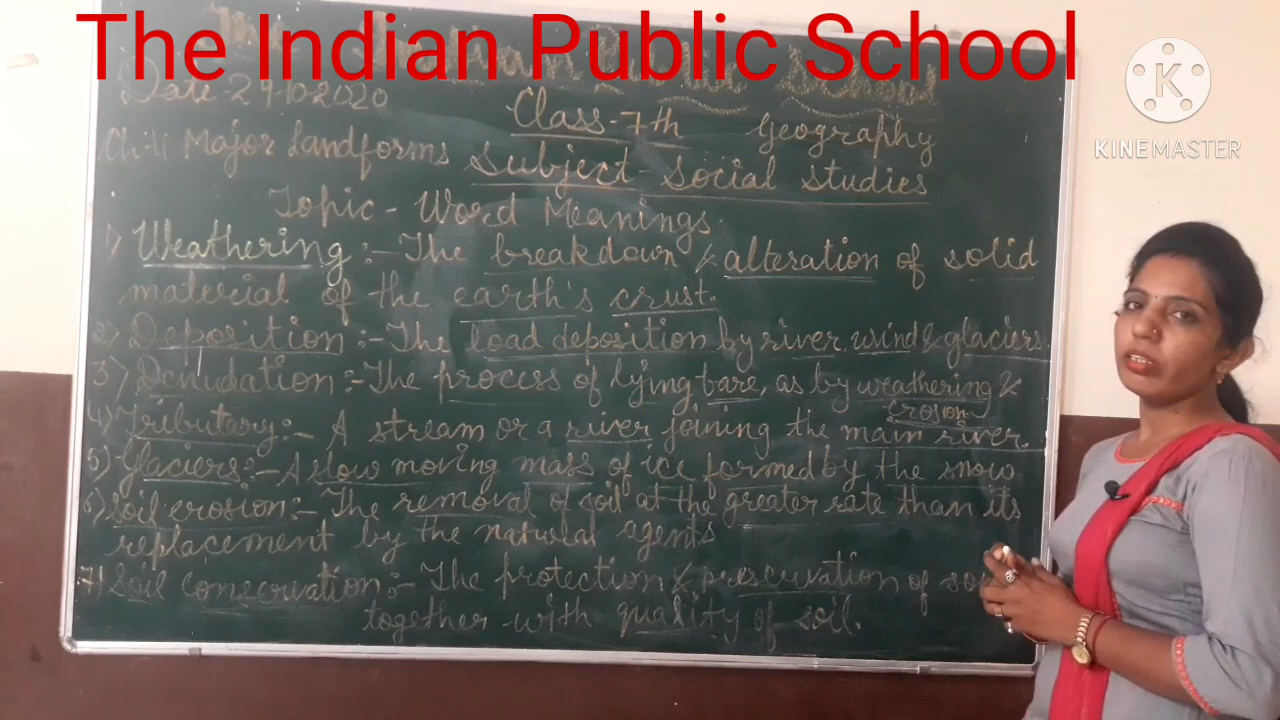 The Indian Public School
K
KINEMASTER
Date-29-10-2020
Class-7th Geography
Ch-11 Major Landforms Subject-Social studies
Topic-Word Meanings
1) Weathering:-The breakdown & alteration of solid
material of the earth's crust.
2) Deposition:-The load deposition by river, wind & glaciers.
3) Denudation:-The process of lying bare, as by weathering &
erosion.
4) Tributary:-A stream or a river joining the main river.
5) Glaciers:-A slow moving mass of ice formed by the snow
6) Soil erosion:-The removal of soil at the greater rate than its
replacement by the natural agents
7) Soil conservation:-The protection & preservation of
together with quality of soil.